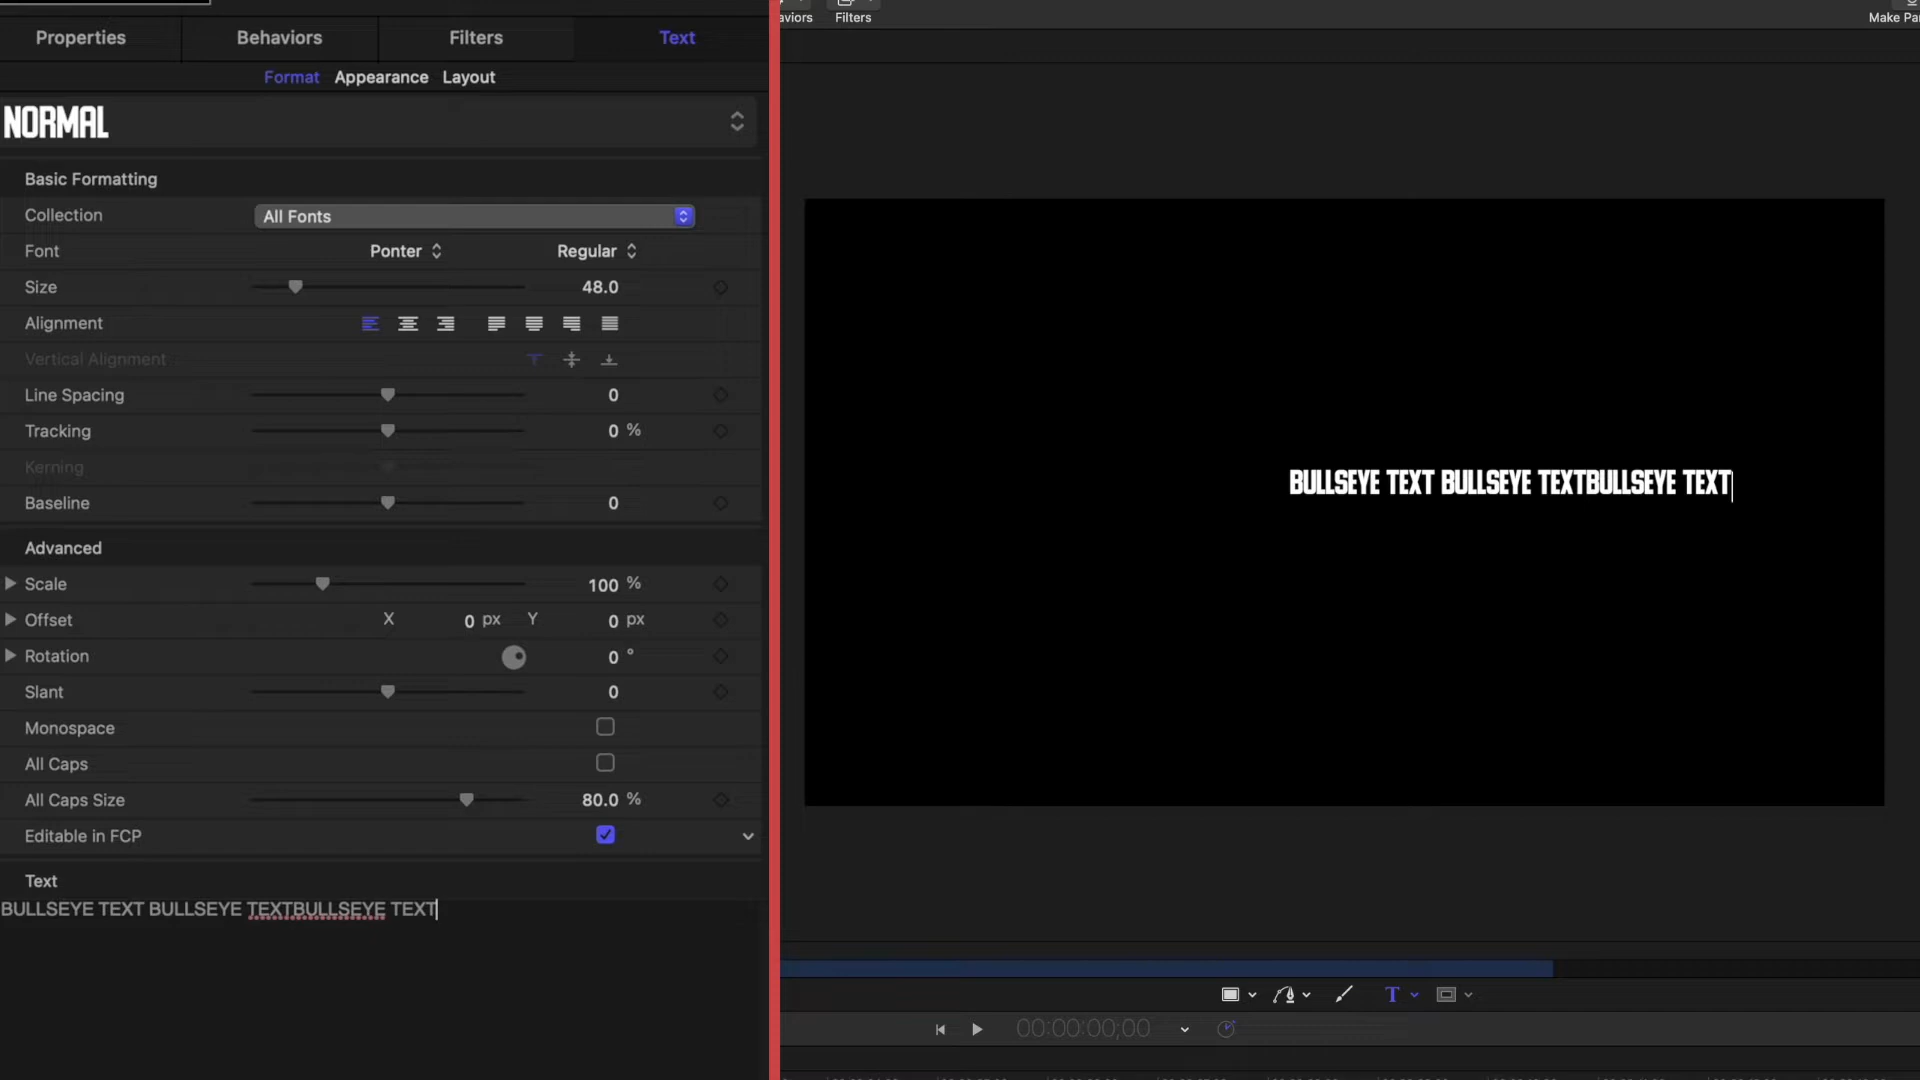 Properties Behaviors Filters Text
Format Appearance Layout
NORMAL
Basic Formatting
Collection All Fonts
Font Ponter Regular
Size 48.0
Alignment
Vertical Alignment
Line Spacing 0
Tracking 0 %
Kerning
Baseline 0
Advanced
Scale 100 %
Offset X 0 px Y 0 px
Rotation 0 °
Slant 0
Monospace
All Caps
All Caps Size 80.0 %
Editable in FCP
Text
BULLSEYE TEXT BULLSEYE TEXTBULLSEYE TEXT
aviors Filters
Make Par
BULLSEYE TEXT BULLSEYE TEXTBULLSEYE TEXT
T
00:00:00;00